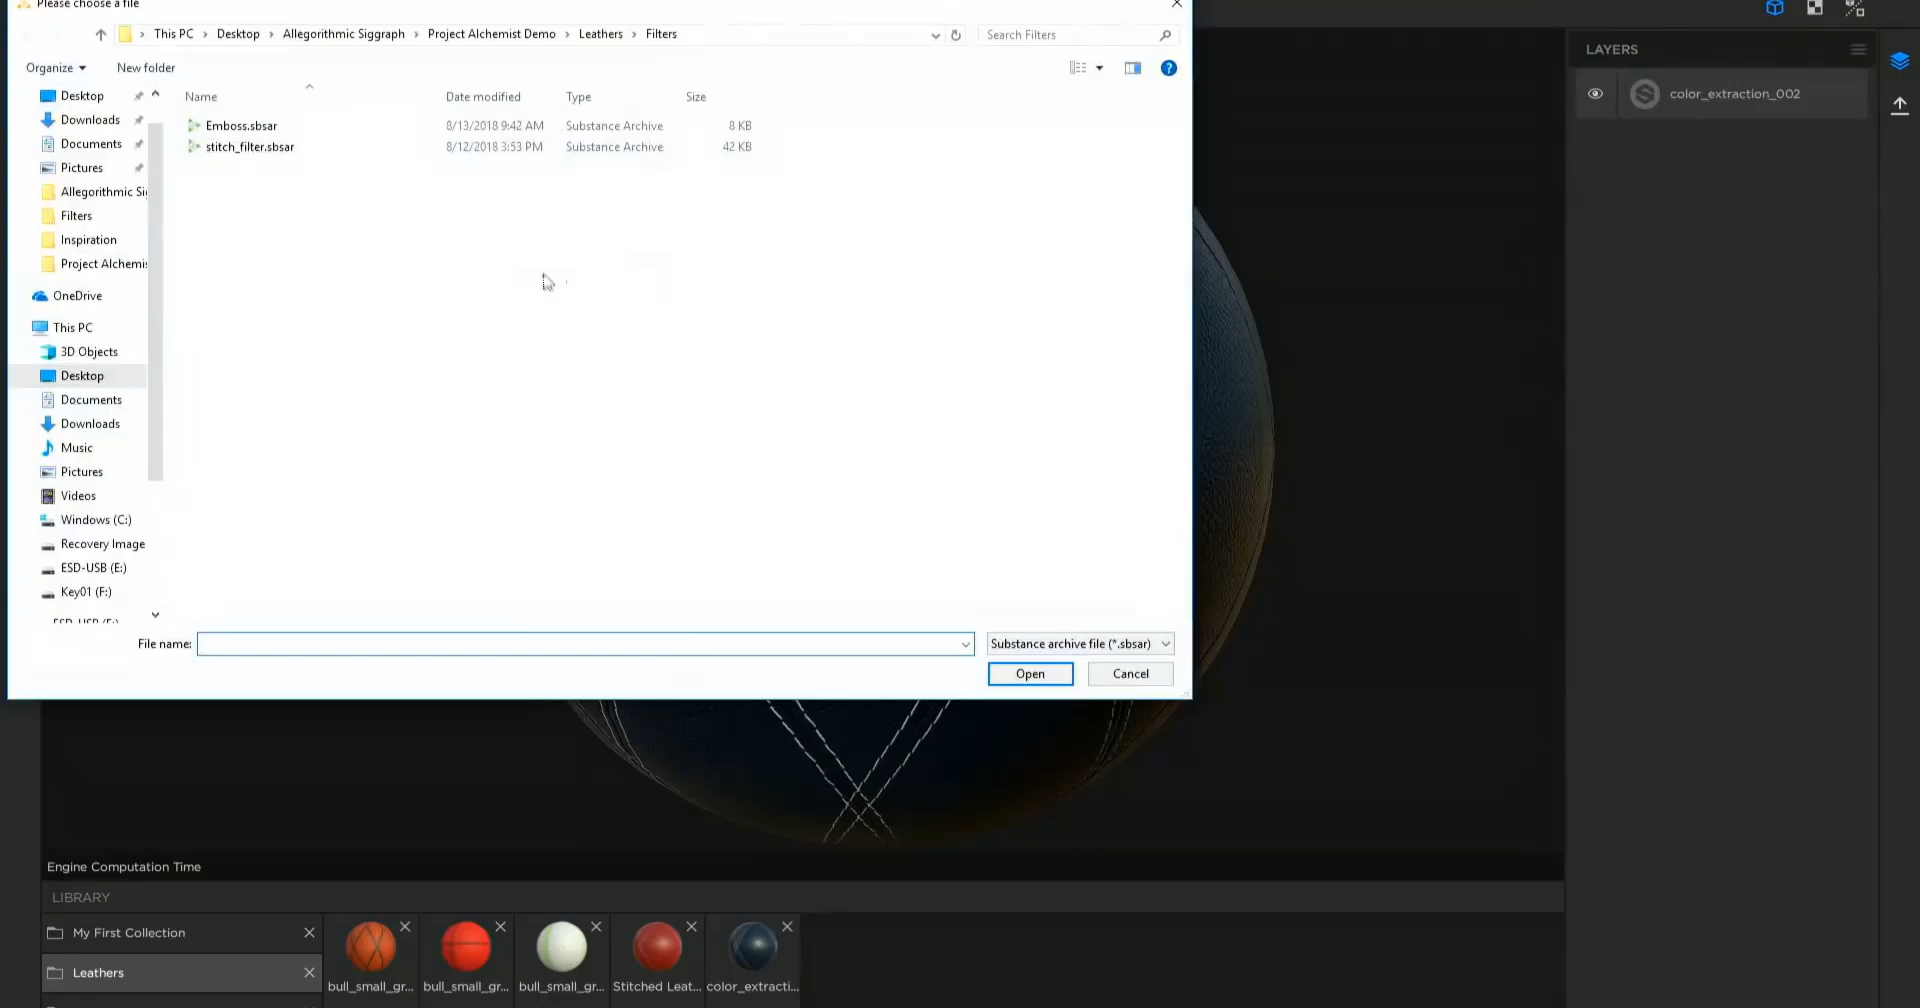 Please choose a file
This PC > Desktop > Allegorithmic Siggraph > Project Alchemist Demo > Leathers > Filters
Search Filters
Organize
New folder
Name
Date modified
Type
Size
Emboss.sbsar
8/13/2018 9:42 AM
Substance Archive
8 KB
stitch_filter.sbsar
8/12/2018 3:53 PM
Substance Archive
42 KB
Desktop
Downloads
Documents
Pictures
Allegorithmic Si
Filters
Inspiration
Project Alchemis
OneDrive
This PC
3D Objects
Desktop
Documents
Downloads
Music
Pictures
Videos
Windows (C:)
Recovery Image
ESD-USB (E:)
Key01 (F:)
File name:
Substance archive file (*.sbsar)
Open
Cancel
LAYERS
color_extraction_002
Engine Computation Time
LIBRARY
My First Collection
Leathers
bull_small_gr...
bull_small_gr...
bull_small_gr...
Stitched Leat...
color_extracti...